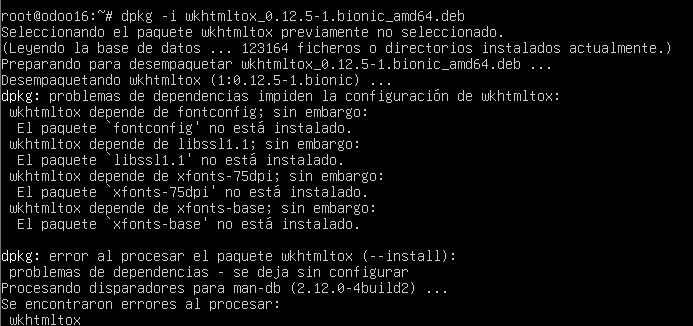 root@odoo16:~# dpkg -i wkhtmltox_0.12.5-1.bionic_amd64.deb
Seleccionando el paquete wkhtmltox previamente no seleccionado.
(Leyendo la base de datos ... 123164 ficheros o directorios instalados actualmente.)
Preparando para desempaquetar wkhtmltox_0.12.5-1.bionic_amd64.deb ...
Desempaquetando wkhtmltox (1:0.12.5-1.bionic) ...
dpkg: problemas de dependencias impiden la configuración de wkhtmltox:
 wkhtmltox depende de fontconfig; sin embargo:
  El paquete `fontconfig' no está instalado.
 wkhtmltox depende de libssl1.1; sin embargo:
  El paquete `libssl1.1' no está instalado.
 wkhtmltox depende de xfonts-75dpi; sin embargo:
  El paquete `xfonts-75dpi' no está instalado.
 wkhtmltox depende de xfonts-base; sin embargo:
  El paquete `xfonts-base' no está instalado.

dpkg: error al procesar el paquete wkhtmltox (--install):
 problemas de dependencias - se deja sin configurar
Procesando disparadores para man-db (2.12.0-4build2) ...
Se encontraron errores al procesar:
 wkhtmltox